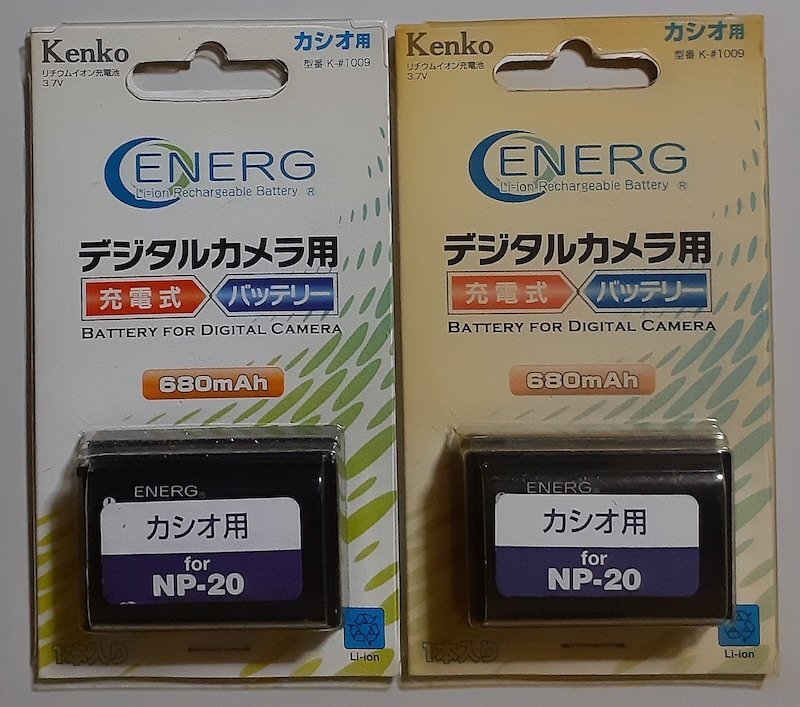 Kenko
カシオ用
リチウムイオン充電池
3.7V
型番 K-#1009
ENERG
Li-ion Rechargeable Battery ®
デジタルカメラ用
充電式 バッテリー
BATTERY FOR DIGITAL CAMERA
680mAh
ENERG®
カシオ用
for
NP-20
1本入り
Li-ion
Kenko
カシオ用
リチウムイオン充電池
3.7V
型番 K-#1009
ENERG
Li-ion Rechargeable Battery ®
デジタルカメラ用
充電式 バッテリー
BATTERY FOR DIGITAL CAMERA
680mAh
ENERG
カシオ用
for
NP-20
1本入り
Li-ion